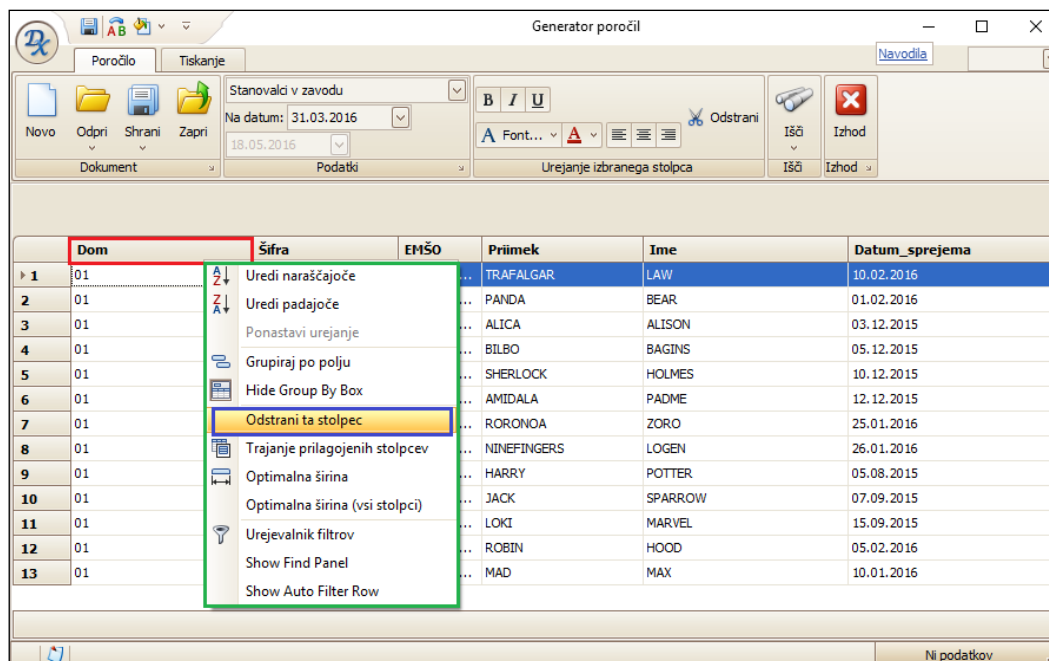 Generator poročil
Poročilo Tiskanje Navodila
Novo Odpri Shrani Zapri
Stanovalci v zavodu
Na datum: 31.03.2016
18.05.2016
B I U
A Font... A
Odstrani
Išči Izhod
Dokument Podatki Urejanje izbranega stolpca Išči Izhod
Dom Šifra EMŠO Priimek Ime Datum_sprejema
1 01 ... TRAFALGAR LAW 10.02.2016
2 01 ... PANDA BEAR 01.02.2016
3 01 ... ALICA ALISON 03.12.2015
4 01 ... BILBO BAGINS 05.12.2015
5 01 ... SHERLOCK HOLMES 10.12.2015
6 01 ... AMIDALA PADME 12.12.2015
7 01 ... RORONOA ZORO 25.01.2016
8 01 ... NINEFINGERS LOGEN 26.01.2016
9 01 ... HARRY POTTER 05.08.2015
10 01 ... JACK SPARROW 07.09.2015
11 01 ... LOKI MARVEL 15.09.2015
12 01 ... ROBIN HOOD 05.02.2016
13 01 ... MAD MAX 10.01.2016
Uredi naraščajoče
Uredi padajoče
Ponastavi urejanje
Grupiraj po polju
Hide Group By Box
Odstrani ta stolpec
Trajanje prilagojenih stolpcev
Optimalna širina
Optimalna širina (vsi stolpci)
Urejevalnik filtrov
Show Find Panel
Show Auto Filter Row
Ni podatkov